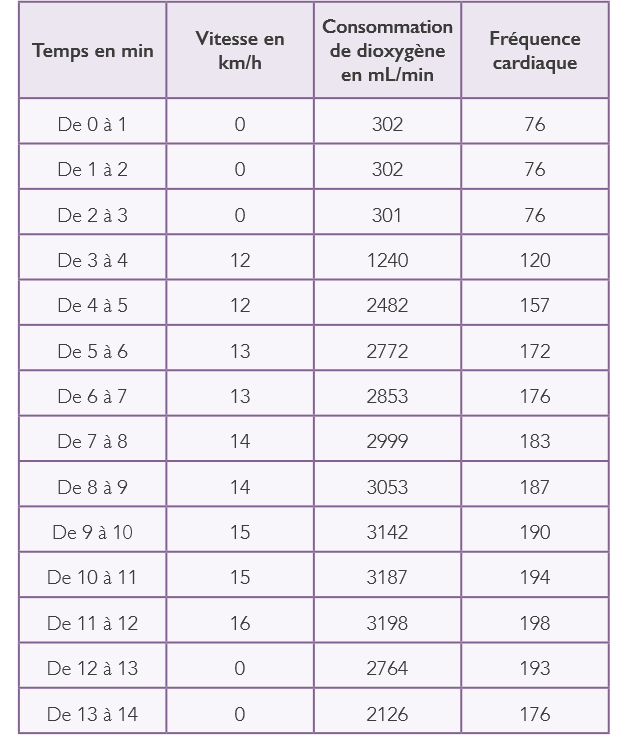 Temps en min Vitesse en km/h Consommation de dioxygène en mL/min Fréquence cardiaque
De 0 à 1 0 302 76
De 1 à 2 0 302 76
De 2 à 3 0 301 76
De 3 à 4 12 1240 120
De 4 à 5 12 2482 157
De 5 à 6 13 2772 172
De 6 à 7 13 2853 176
De 7 à 8 14 2999 183
De 8 à 9 14 3053 187
De 9 à 10 15 3142 190
De 10 à 11 15 3187 194
De 11 à 12 16 3198 198
De 12 à 13 0 2764 193
De 13 à 14 0 2126 176